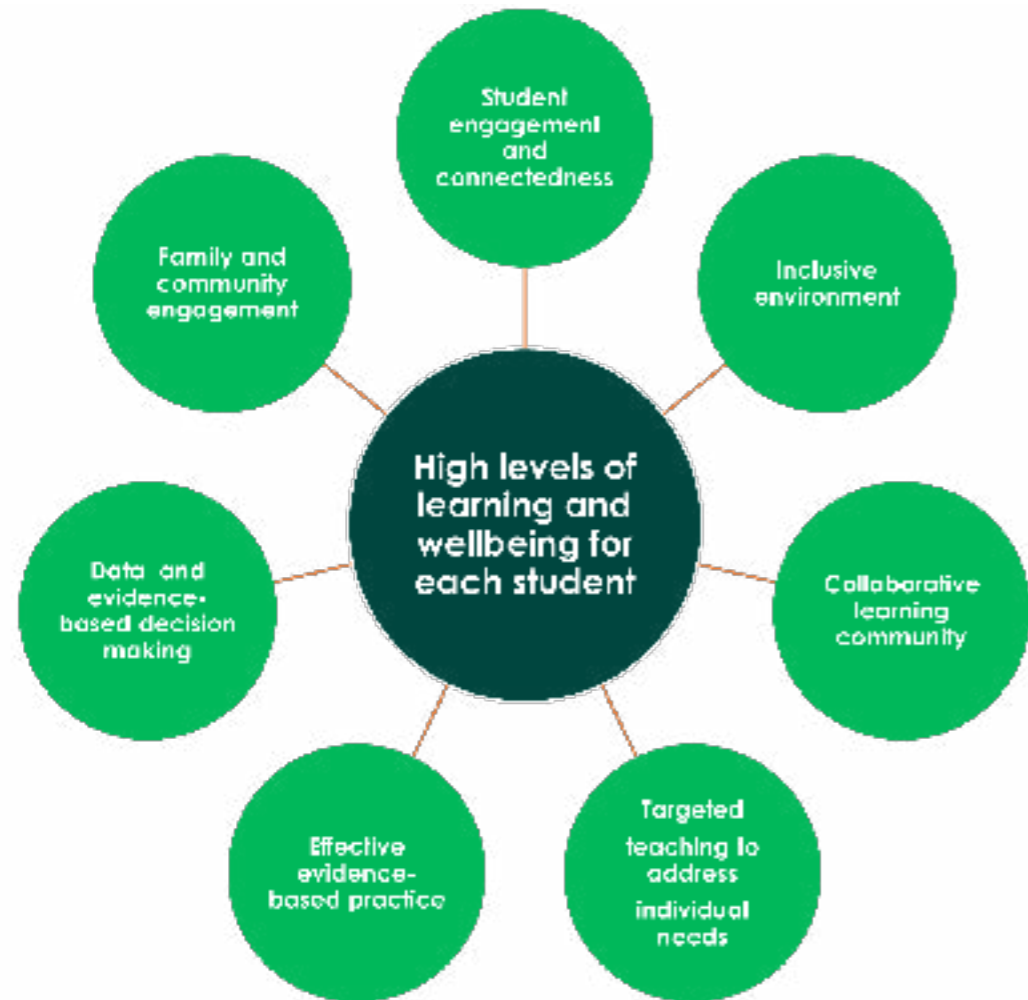 Student
engagement
and
connectedness
Inclusive
environment
Collaborative
learning
community
Targeted
teaching to
address
individual
needs
Effective
evidence-
based practice
Data and
evidence-
based decision
making
Family and
community
engagement
High levels of
learning and
wellbeing for
each student